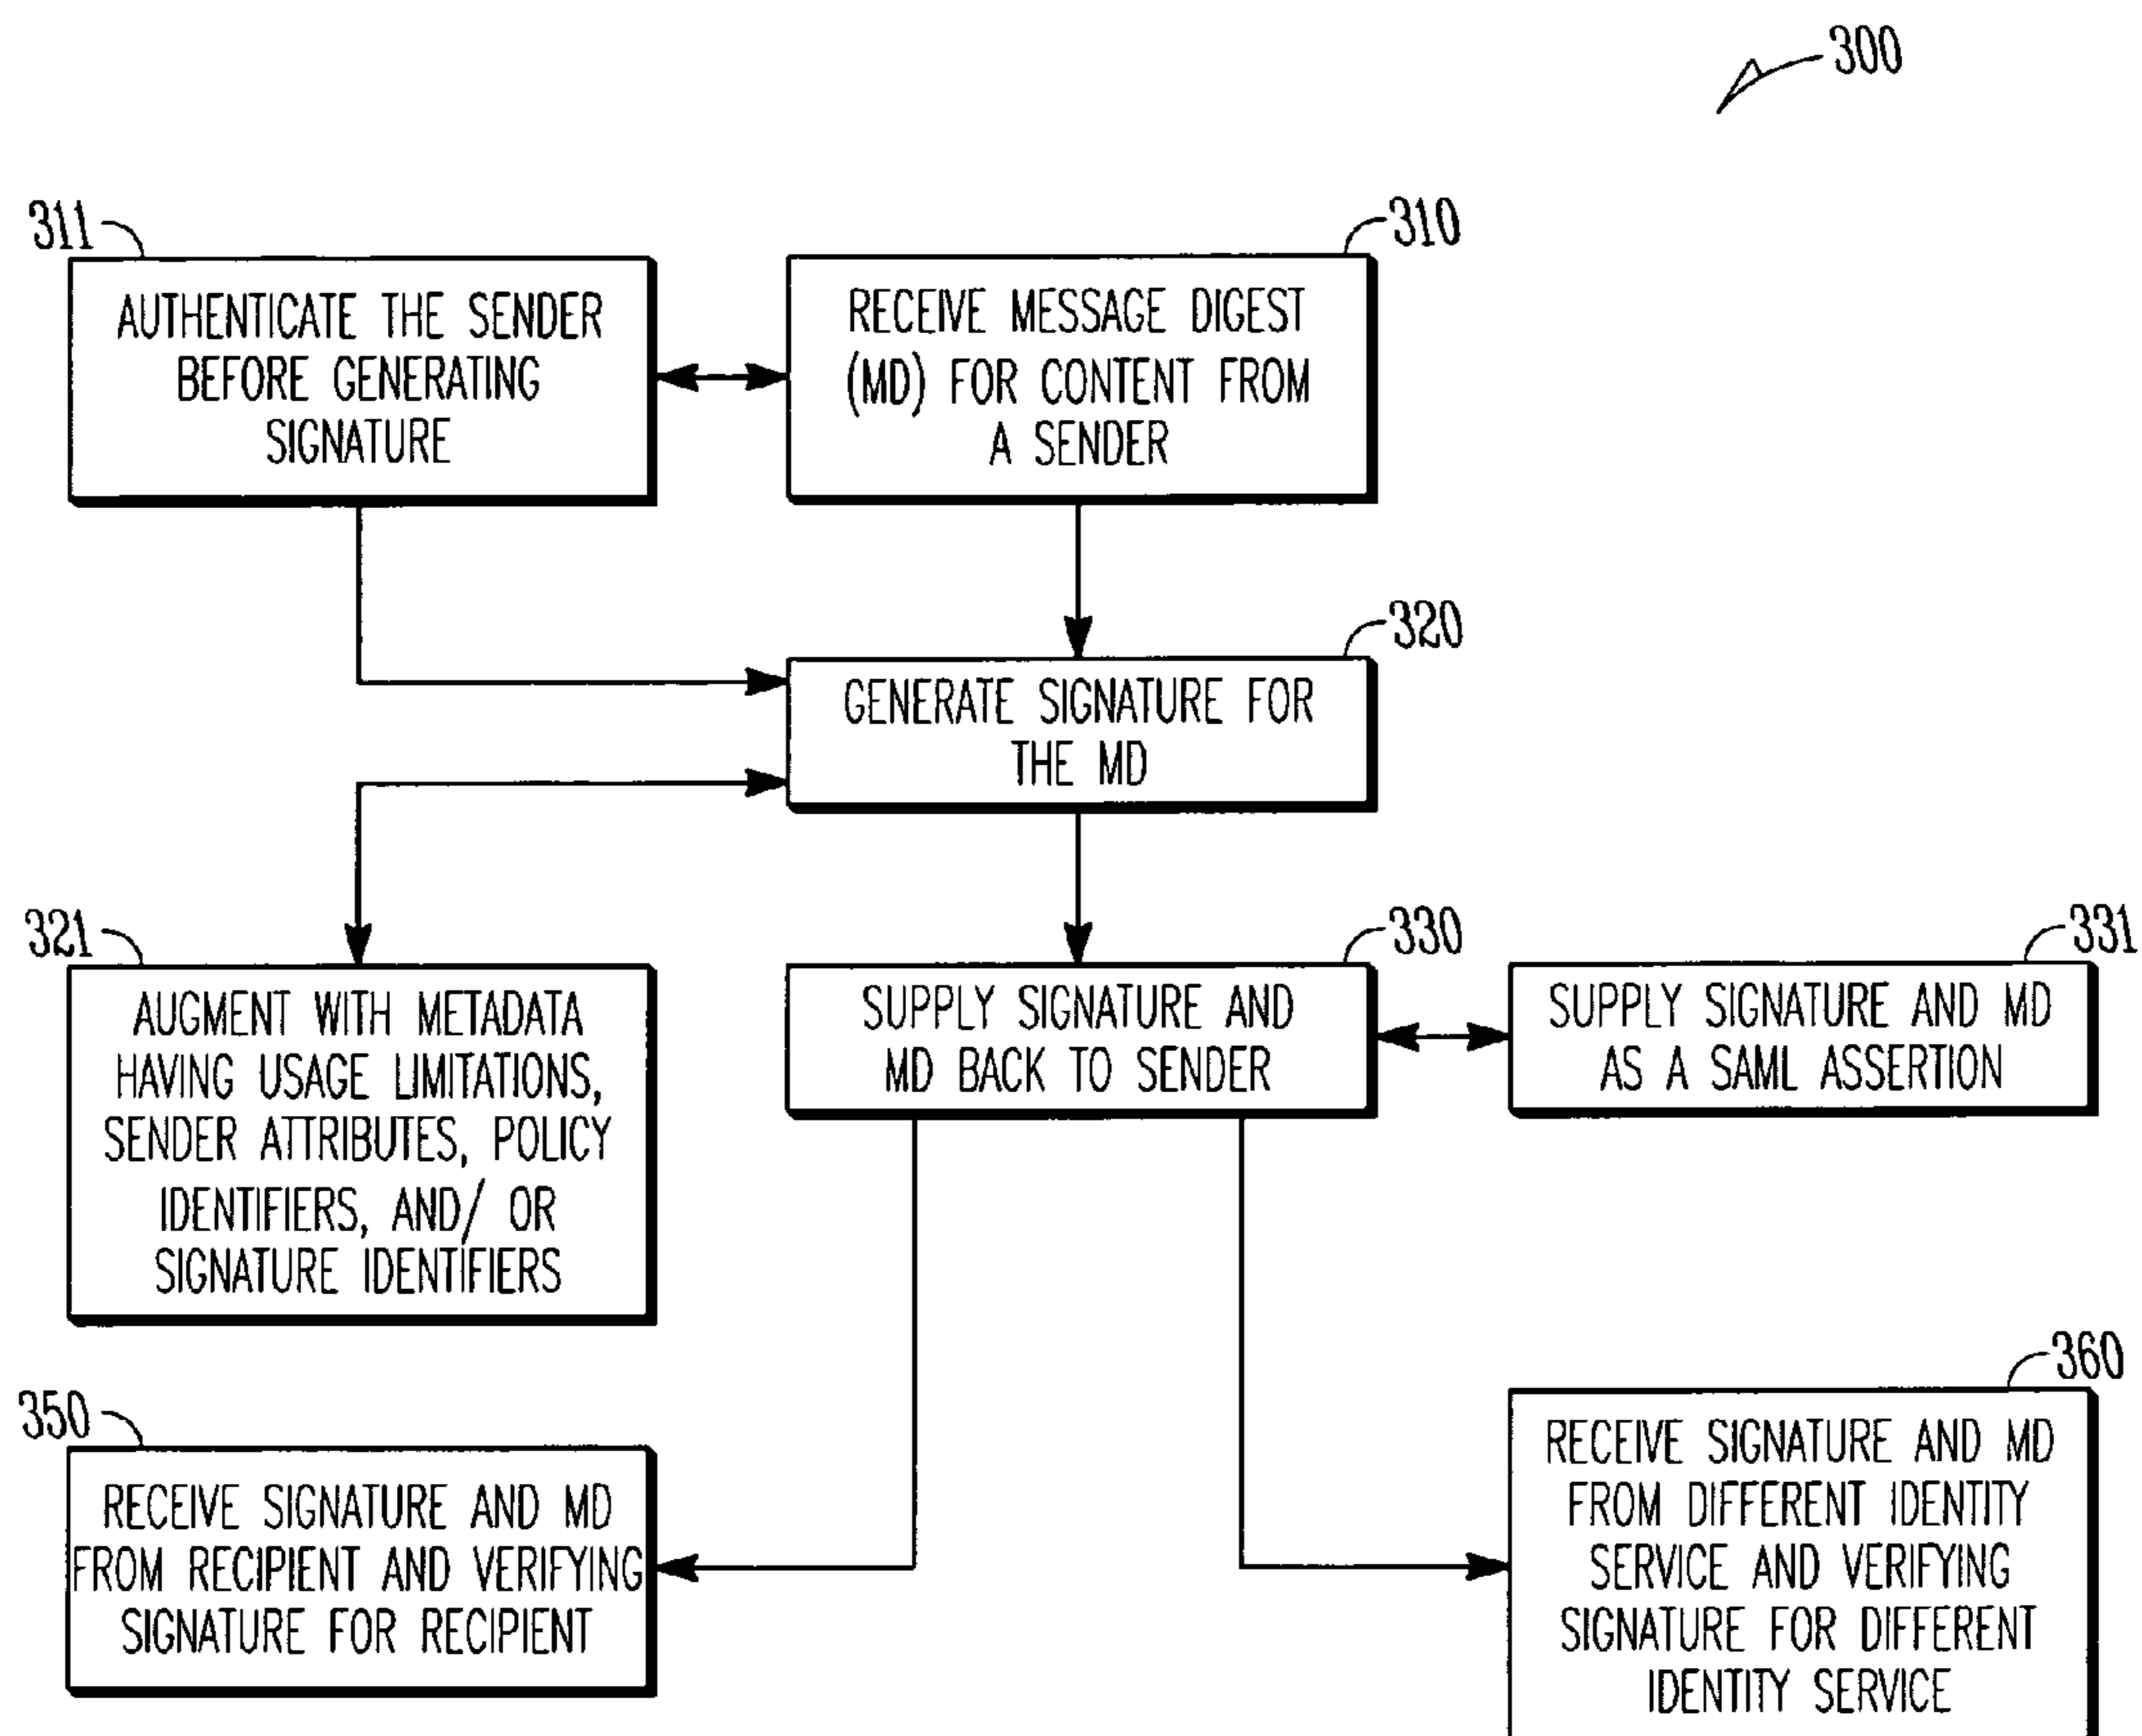 300
311
AUTHENTICATE THE SENDER
BEFORE GENERATING
SIGNATURE
310
RECEIVE MESSAGE DIGEST
(MD) FOR CONTENT FROM
A SENDER
320
GENERATE SIGNATURE FOR
THE MD
321
AUGMENT WITH METADATA
HAVING USAGE LIMITATIONS,
SENDER ATTRIBUTES, POLICY
IDENTIFIERS, AND/ OR
SIGNATURE IDENTIFIERS
330
SUPPLY SIGNATURE AND
MD BACK TO SENDER
331
SUPPLY SIGNATURE AND MD
AS A SAML ASSERTION
350
RECEIVE SIGNATURE AND MD
FROM RECIPIENT AND VERIFYING
SIGNATURE FOR RECIPIENT
360
RECEIVE SIGNATURE AND MD
FROM DIFFERENT IDENTITY
SERVICE AND VERIFYING
SIGNATURE FOR DIFFERENT
IDENTITY SERVICE